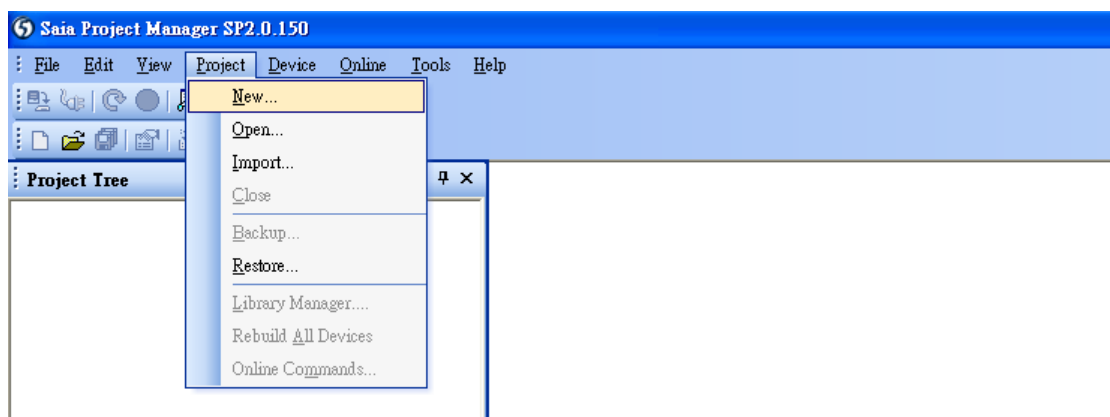 Saia Project Manager SP2.0.150
File Edit View Project Device Online Tools Help
New...
Open...
Import...
Project Tree
Close
Backup...
Restore...
Library Manager....
Rebuild All Devices
Online Commands...